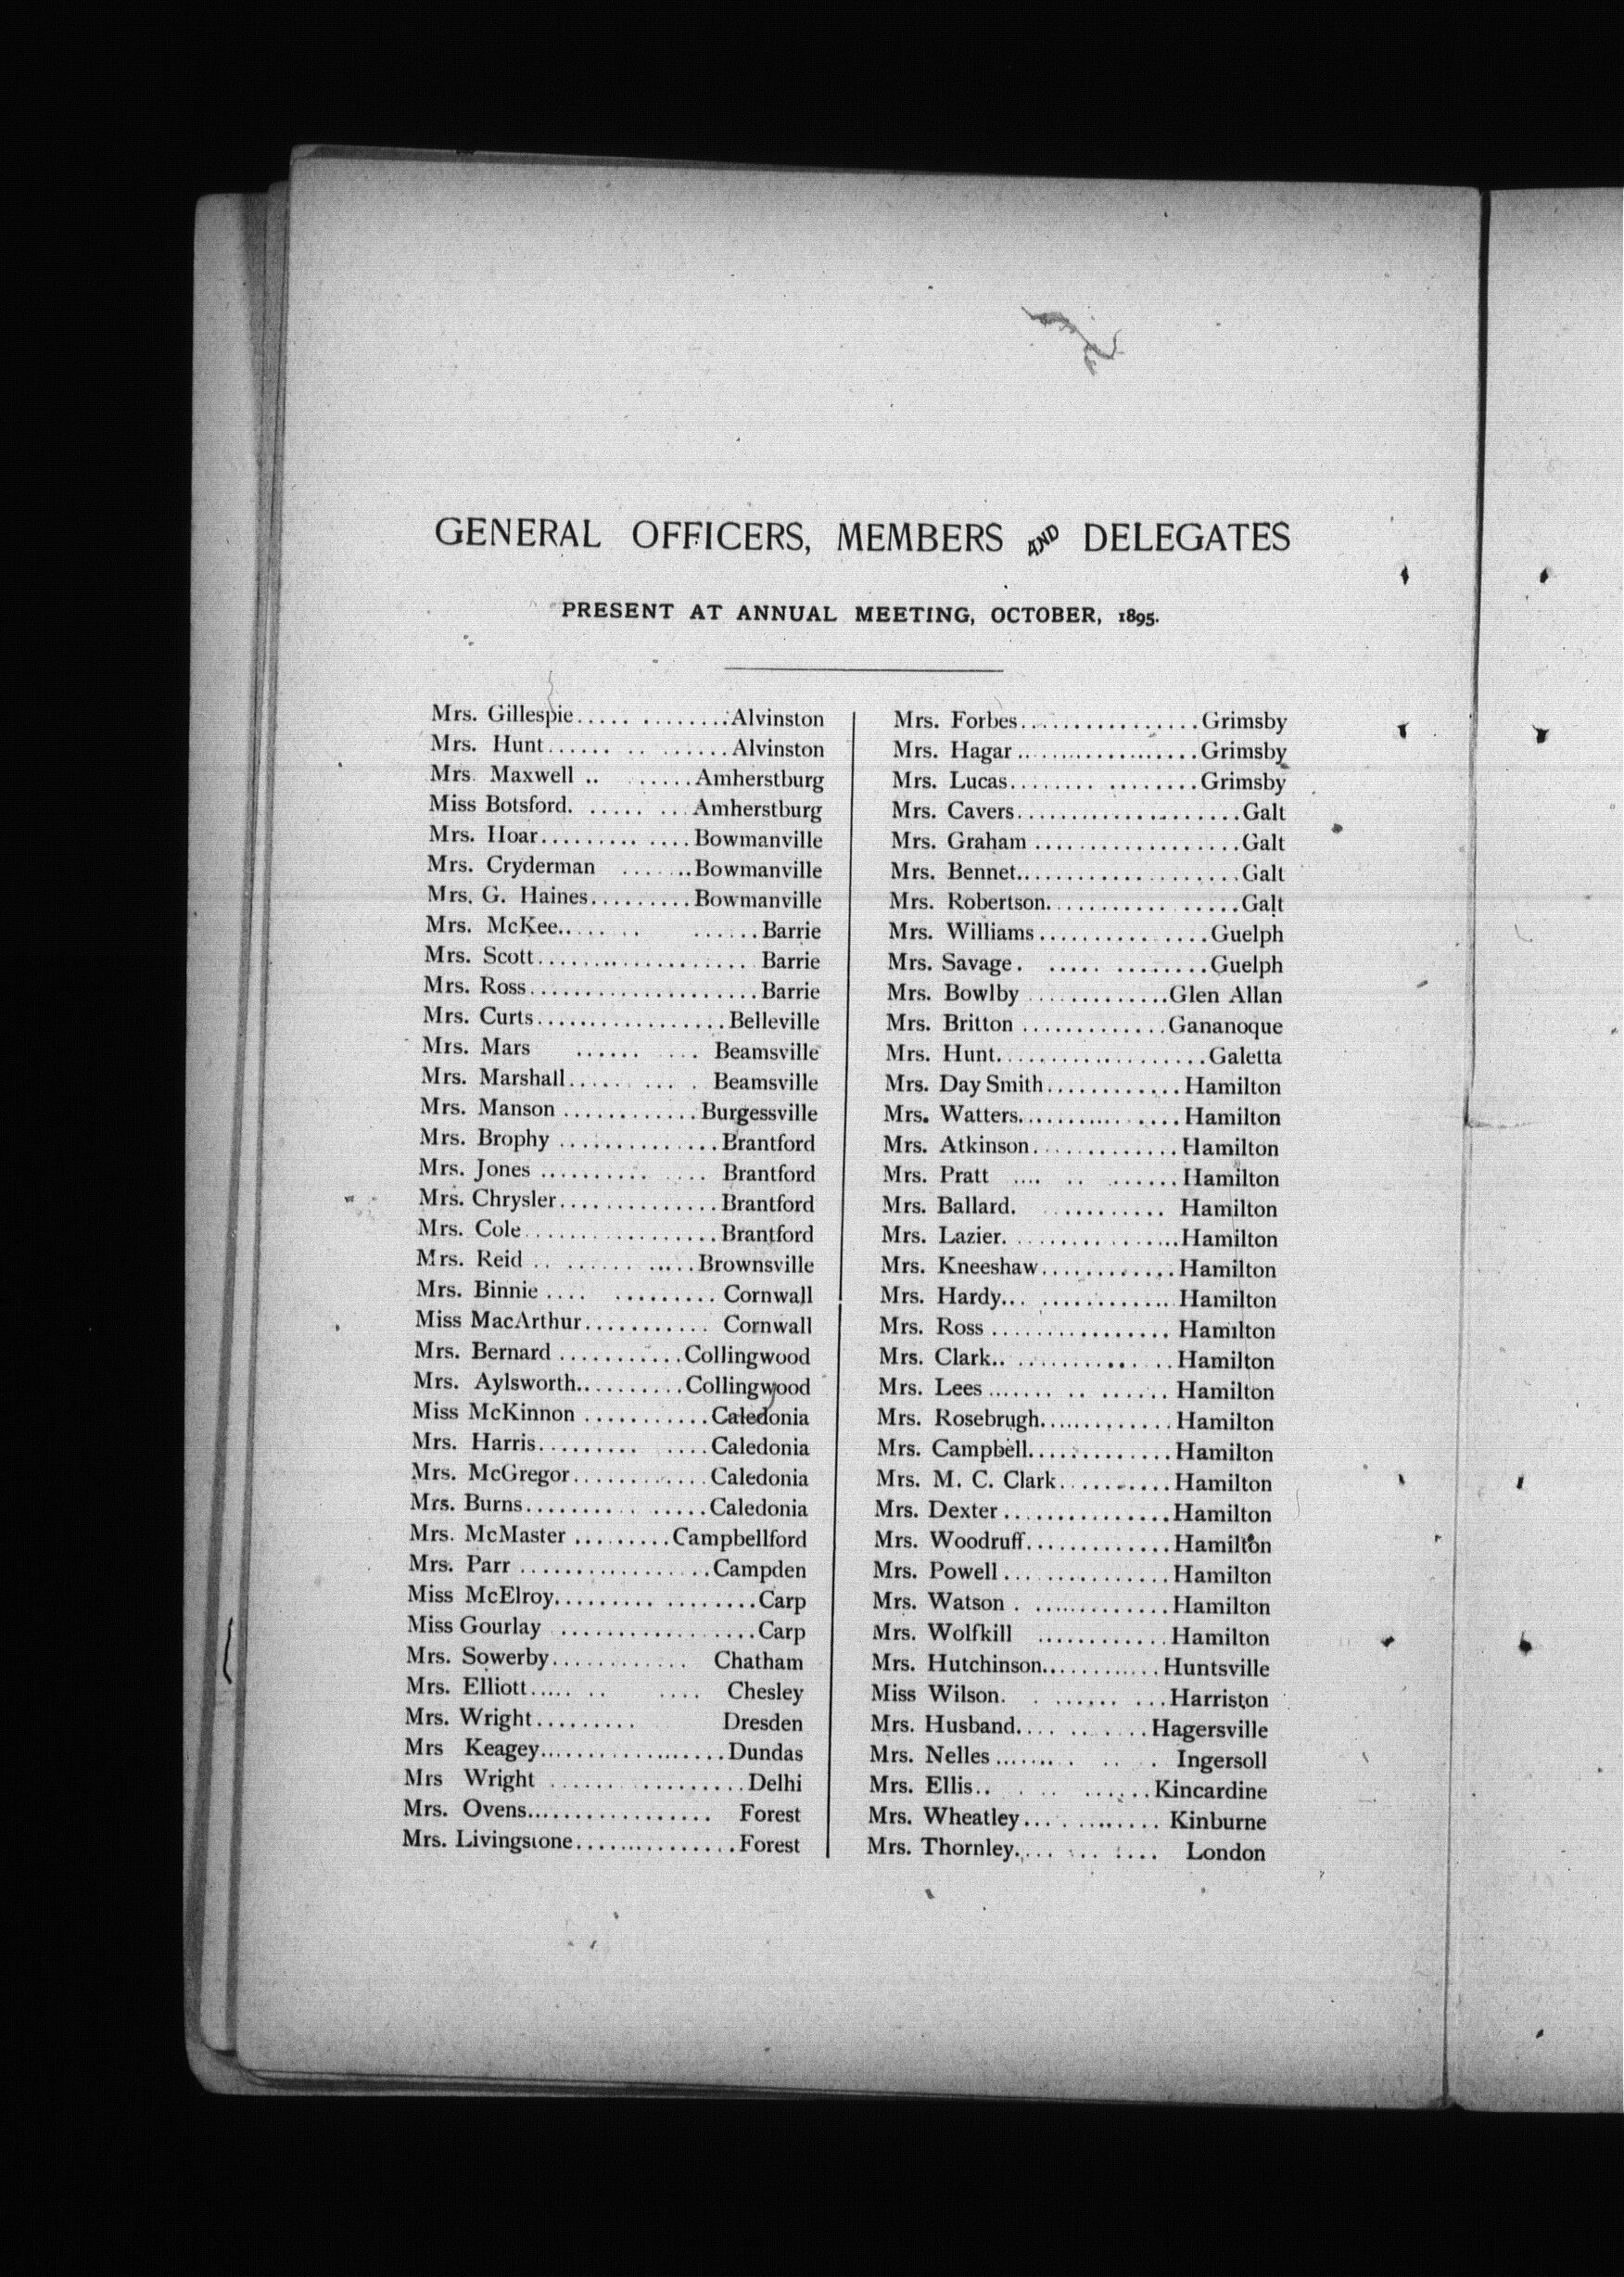 GENERAL OFFICERS, MEMBERS AND DELEGATES
PRESENT AT ANNUAL MEETING, OCTOBER, 1895.
Mrs. Gillespie..............Alvinston
Mrs. Hunt..............Alvinston
Mrs. Maxwell .. ......Amherstburg
Miss Botsford. ..... ...Amherstburg
Mrs. Hoar.............Bowmanville
Mrs. Cryderman .......Bowmanville
Mrs. G. Haines.........Bowmanville
Mrs. McKee....... ......Barrie
Mrs. Scott................... Barrie
Mrs. Ross.....................Barrie
Mrs. Curts.................Belleville
Mrs. Mars ...... ... Beamsville
Mrs. Marshall..... ... . Beamsville
Mrs. Manson ............Burgessville
Mrs. Brophy ..............Brantford
Mrs. Jones .......... .... Brantford
Mrs. Chrysler..............Brantford
Mrs. Cole.................Brantford
Mrs. Reid .. .............Brownsville
Mrs. Binnie .... ......... Cornwall
Miss MacArthur........... Cornwall
Mrs. Bernard ...........Collingwood
Mrs. Aylsworth..........Collingwood
Miss McKinnon ...........Caledonia
Mrs. Harris......... ....Caledonia
Mrs. McGregor............Caledonia
Mrs. Burns.......... .....Caledonia
Mrs. McMaster .........Campbellford
Mrs. Parr .................Campden
Miss McElroy......... ........Carp
Miss Gourlay .................Carp
Mrs. Sowerby............ Chatham
Mrs. Elliott..... .. .... Chesley
Mrs. Wright......... Dresden
Mrs Keagey.................Dundas
Mrs Wright .................Delhi
Mrs. Ovens................. Forest
Mrs. Livingstone..............Forest
Mrs. Forbes................Grimsby
Mrs. Hagar.................Grimsby
Mrs. Lucas........ ........Grimsby
Mrs. Cavers....................Galt
Mrs. Graham ...................Galt
Mrs. Bennet....................Galt
Mrs. Robertson........... .....Galt
Mrs. Williams.......... ....Guelph
Mrs. Savage. ..... ........Guelph
Mrs. Bowlby .............Glen Allan
Mrs. Britton .............Gananoque
Mrs. Hunt...................Galetta
Mrs. Day Smith............Hamilton
Mrs. Watters...............Hamilton
Mrs. Atkinson............. Hamilton
Mrs. Pratt .... .. ......Hamilton
Mrs. Ballard. .......... Hamilton
Mrs. Lazier................Hamilton
Mrs. Kneeshaw............Hamilton
Mrs. Hardy... ............Hamilton
Mrs. Ross ................ Hamilton
Mrs. Clark.. ..............Hamilton
Mrs. Lees....... .. ...... Hamilton
Mrs. Rosebrugh............Hamilton
Mrs. Campbell.............Hamilton
Mrs. M. C. Clark..........Hamilton
Mrs. Dexter...............Hamilton
Mrs. Woodruff.............Hamilton
Mrs. Powell...............Hamilton
Mrs. Watson . .............Hamilton
Mrs. Wolfkill ............Hamilton
Mrs. Hutchinson...........Huntsville
Miss Wilson. . ...... ...Harriston
Mrs. Husband..... .......Hagersville
Mrs. Nelles ........ .. . Ingersoll
Mrs. Ellis.. . .. ......Kincardine
Mrs. Wheatley... ....... Kinburne
Mrs. Thornley.... ... .... London